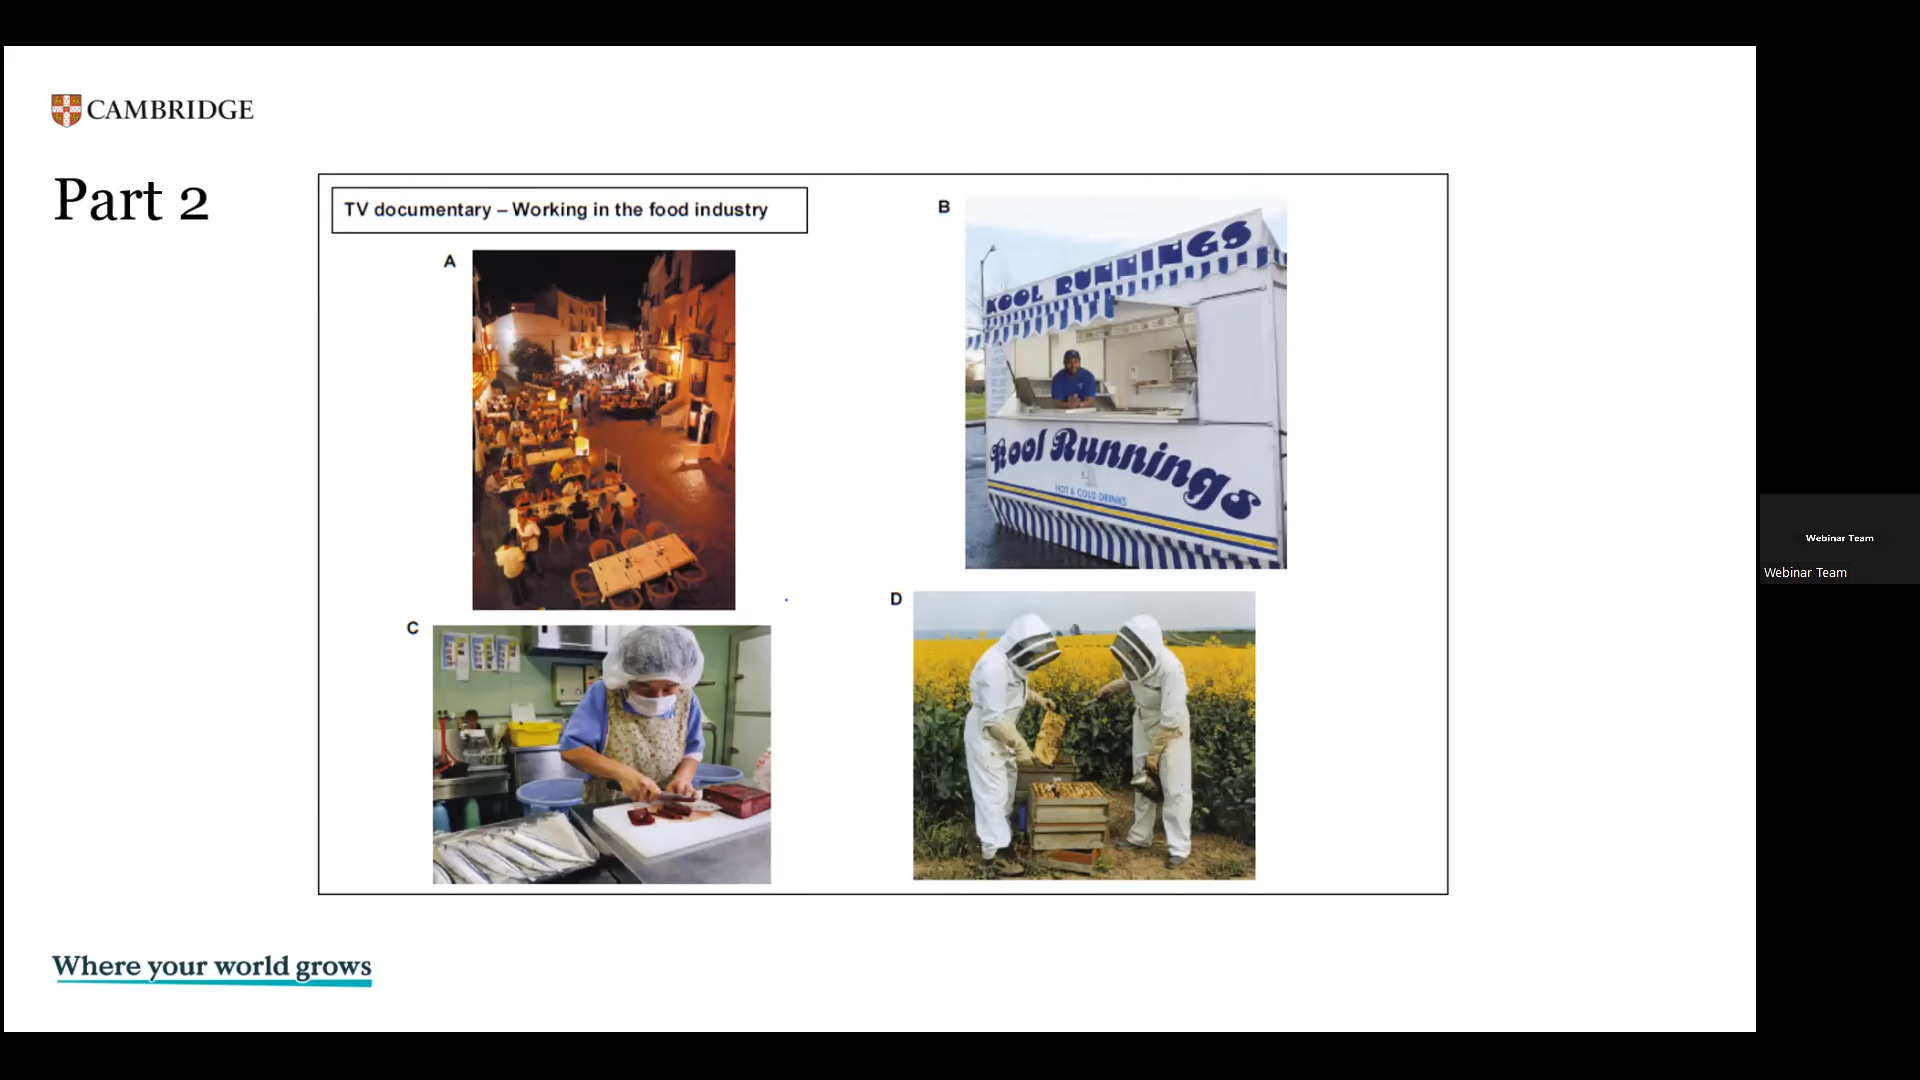 CAMBRIDGE
Part 2
TV documentary – Working in the food industry
A
B
KOOL RUNNINGS
Kool Runnings
HOT & COLD DRINKS
C
D
Where your world grows
Webinar Team
Webinar Team